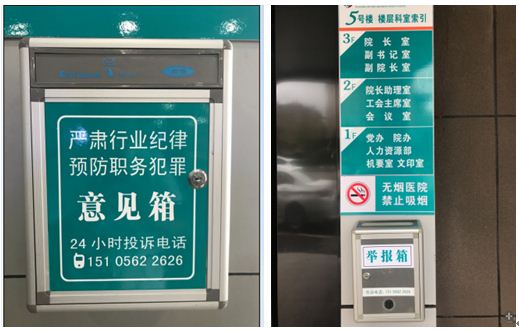 严肃行业纪律
预防职务犯罪
意见箱
24 小时投诉电话
151 0562 2626
5号楼 楼层科室索引
3F
院长室
副书记室
副院长室
2F
院长助理室
工会主席室
会议室
1F
党办 院办
人力资源部
机要室 文印室
无烟医院
禁止吸烟
举报箱
151 0562 2626